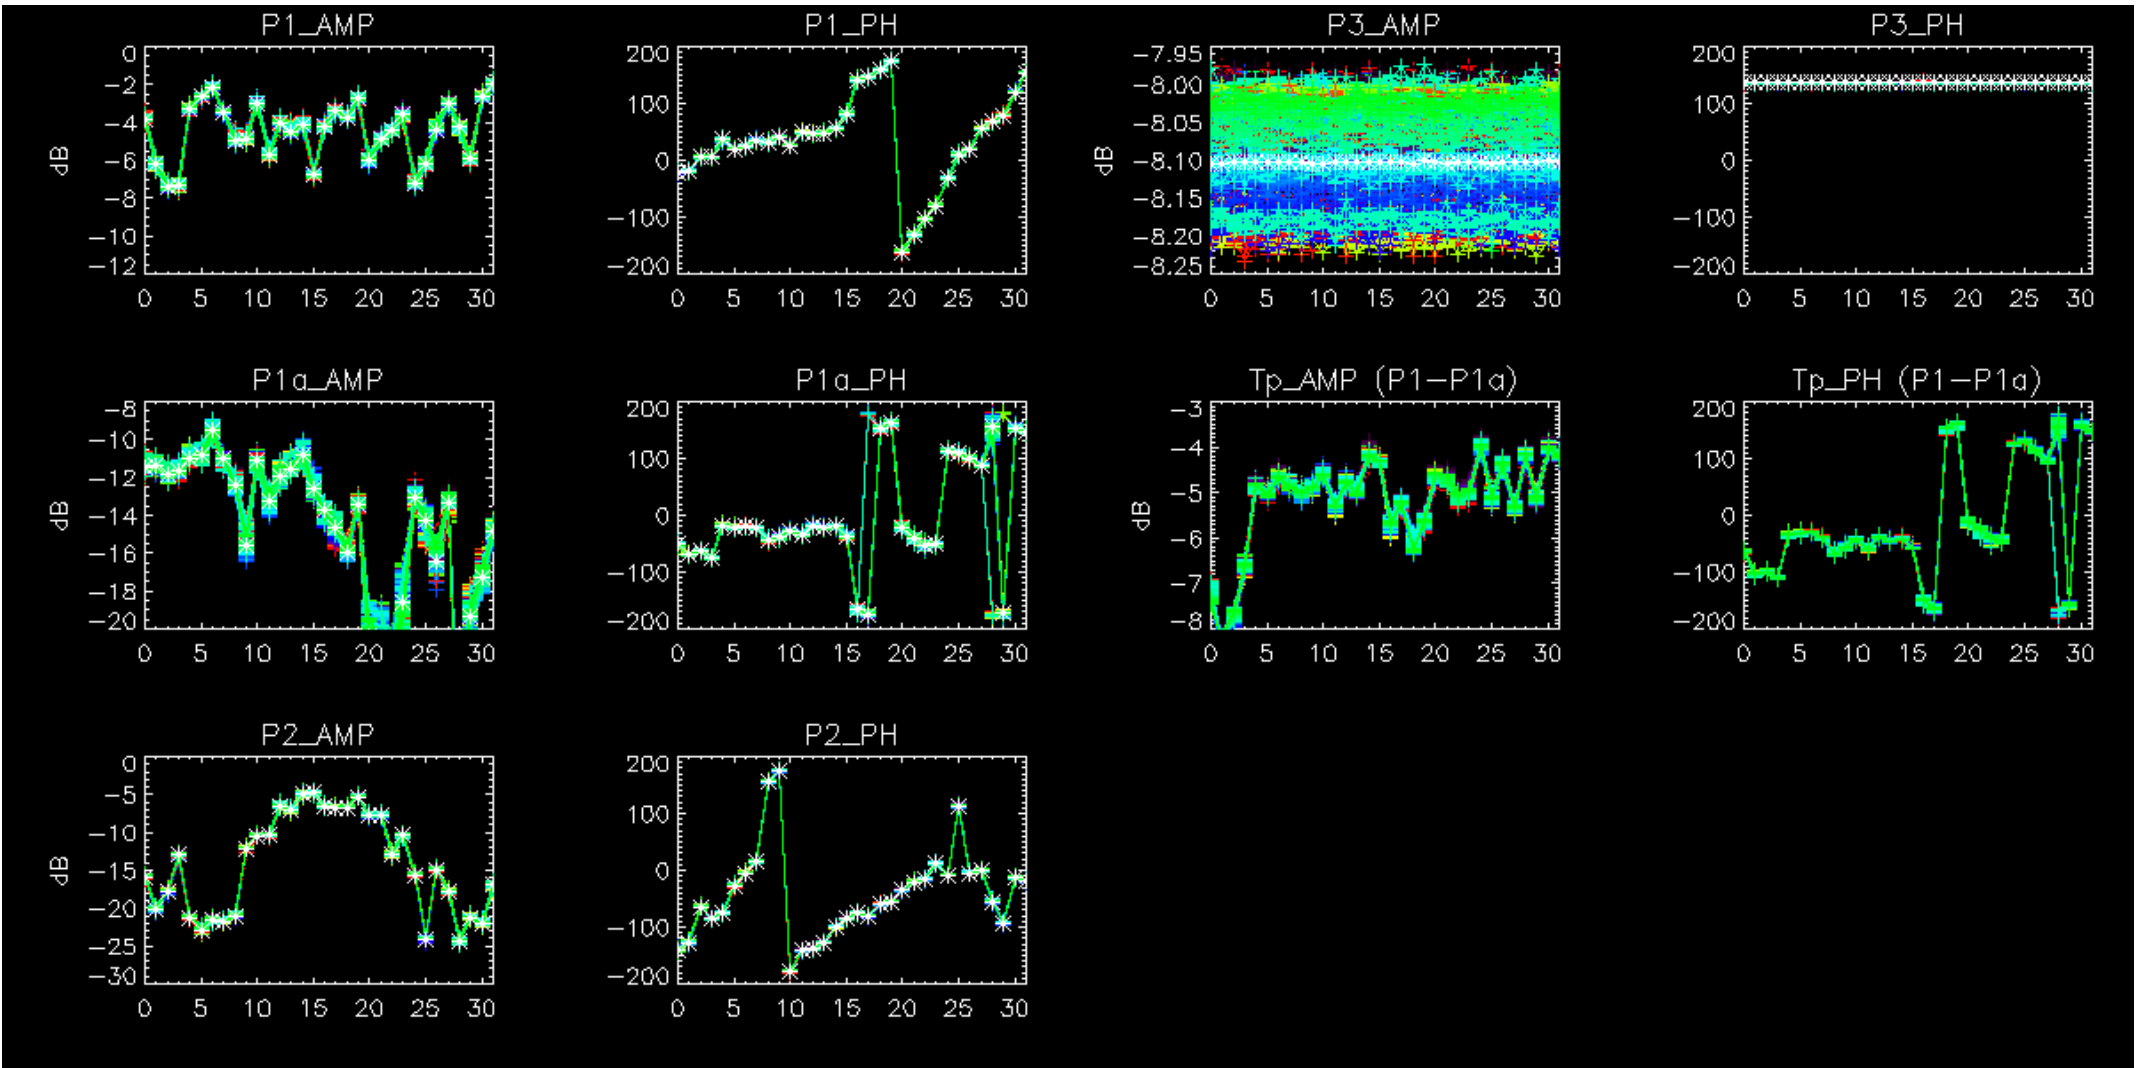 P1_AMP
dB
0
−2
−4
−6
−8
−10
−12
0 5 10 15 20 25 30
P1_PH
200
100
0
−100
−200
0 5 10 15 20 25 30
P3_AMP
dB
−7.95
−8.00
−8.05
−8.10
−8.15
−8.20
−8.25
0 5 10 15 20 25 30
P3_PH
200
100
0
−100
−200
0 5 10 15 20 25 30
P1a_AMP
dB
−8
−10
−12
−14
−16
−18
−20
0 5 10 15 20 25 30
P1a_PH
200
100
0
−100
−200
0 5 10 15 20 25 30
Tp_AMP (P1−P1a)
dB
−3
−4
−5
−6
−7
−8
0 5 10 15 20 25 30
Tp_PH (P1−P1a)
200
100
0
−100
−200
0 5 10 15 20 25 30
P2_AMP
dB
0
−5
−10
−15
−20
−25
−30
0 5 10 15 20 25 30
P2_PH
200
100
0
−100
−200
0 5 10 15 20 25 30